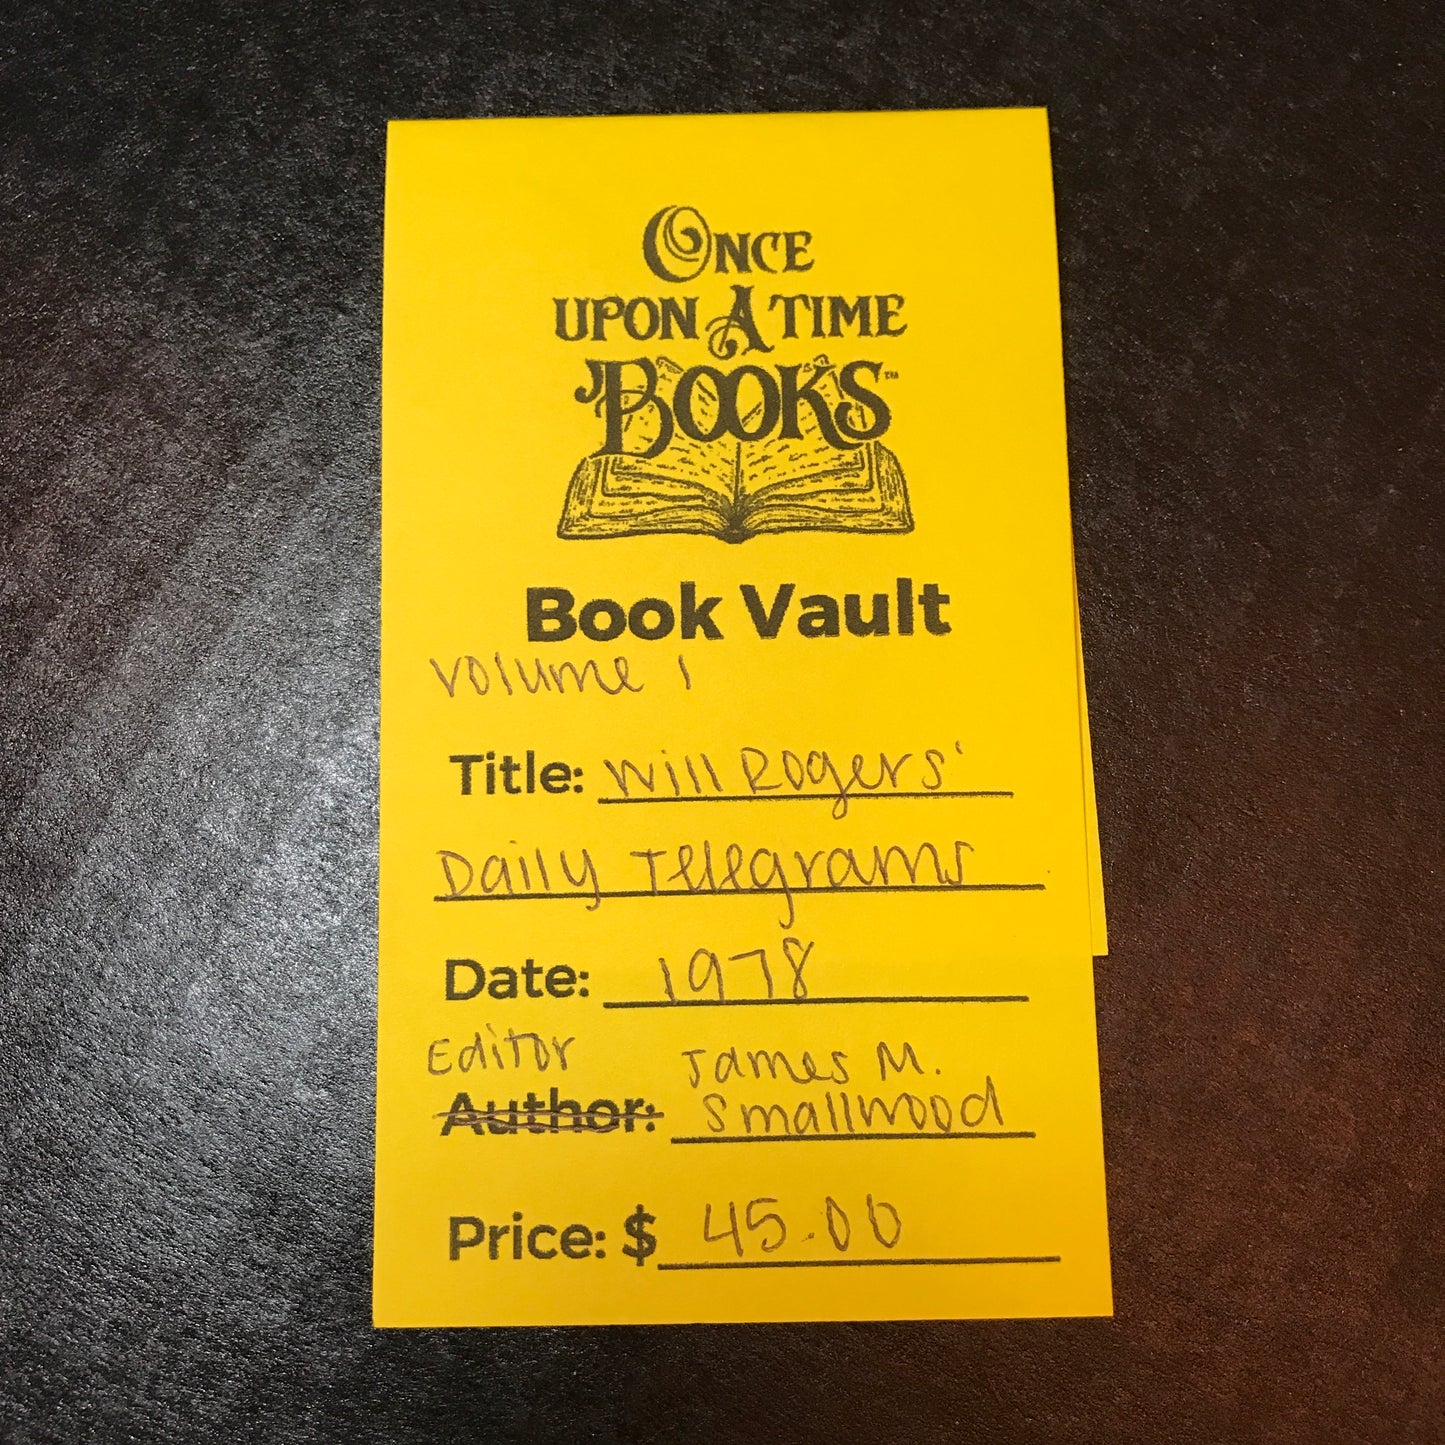 ONCE
UPON A TIME
BOOKS™
Book Vault
Volume 1
Title: Will Rogers'
Daily Telegrams
Date: 1978
Editor James M.
Author: Smallwood
Price: $ 45.00